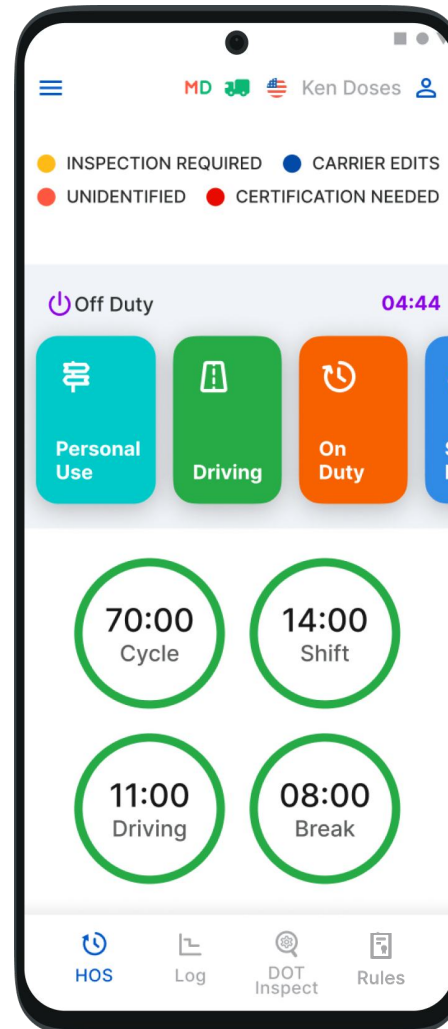 MD Ken Doses
INSPECTION REQUIRED CARRIER EDITS
UNIDENTIFIED CERTIFICATION NEEDED
Off Duty 04:44
Personal
Use
Driving
On
Duty
70:00
Cycle
14:00
Shift
11:00
Driving
08:00
Break
HOS
Log
DOT
Inspect
Rules